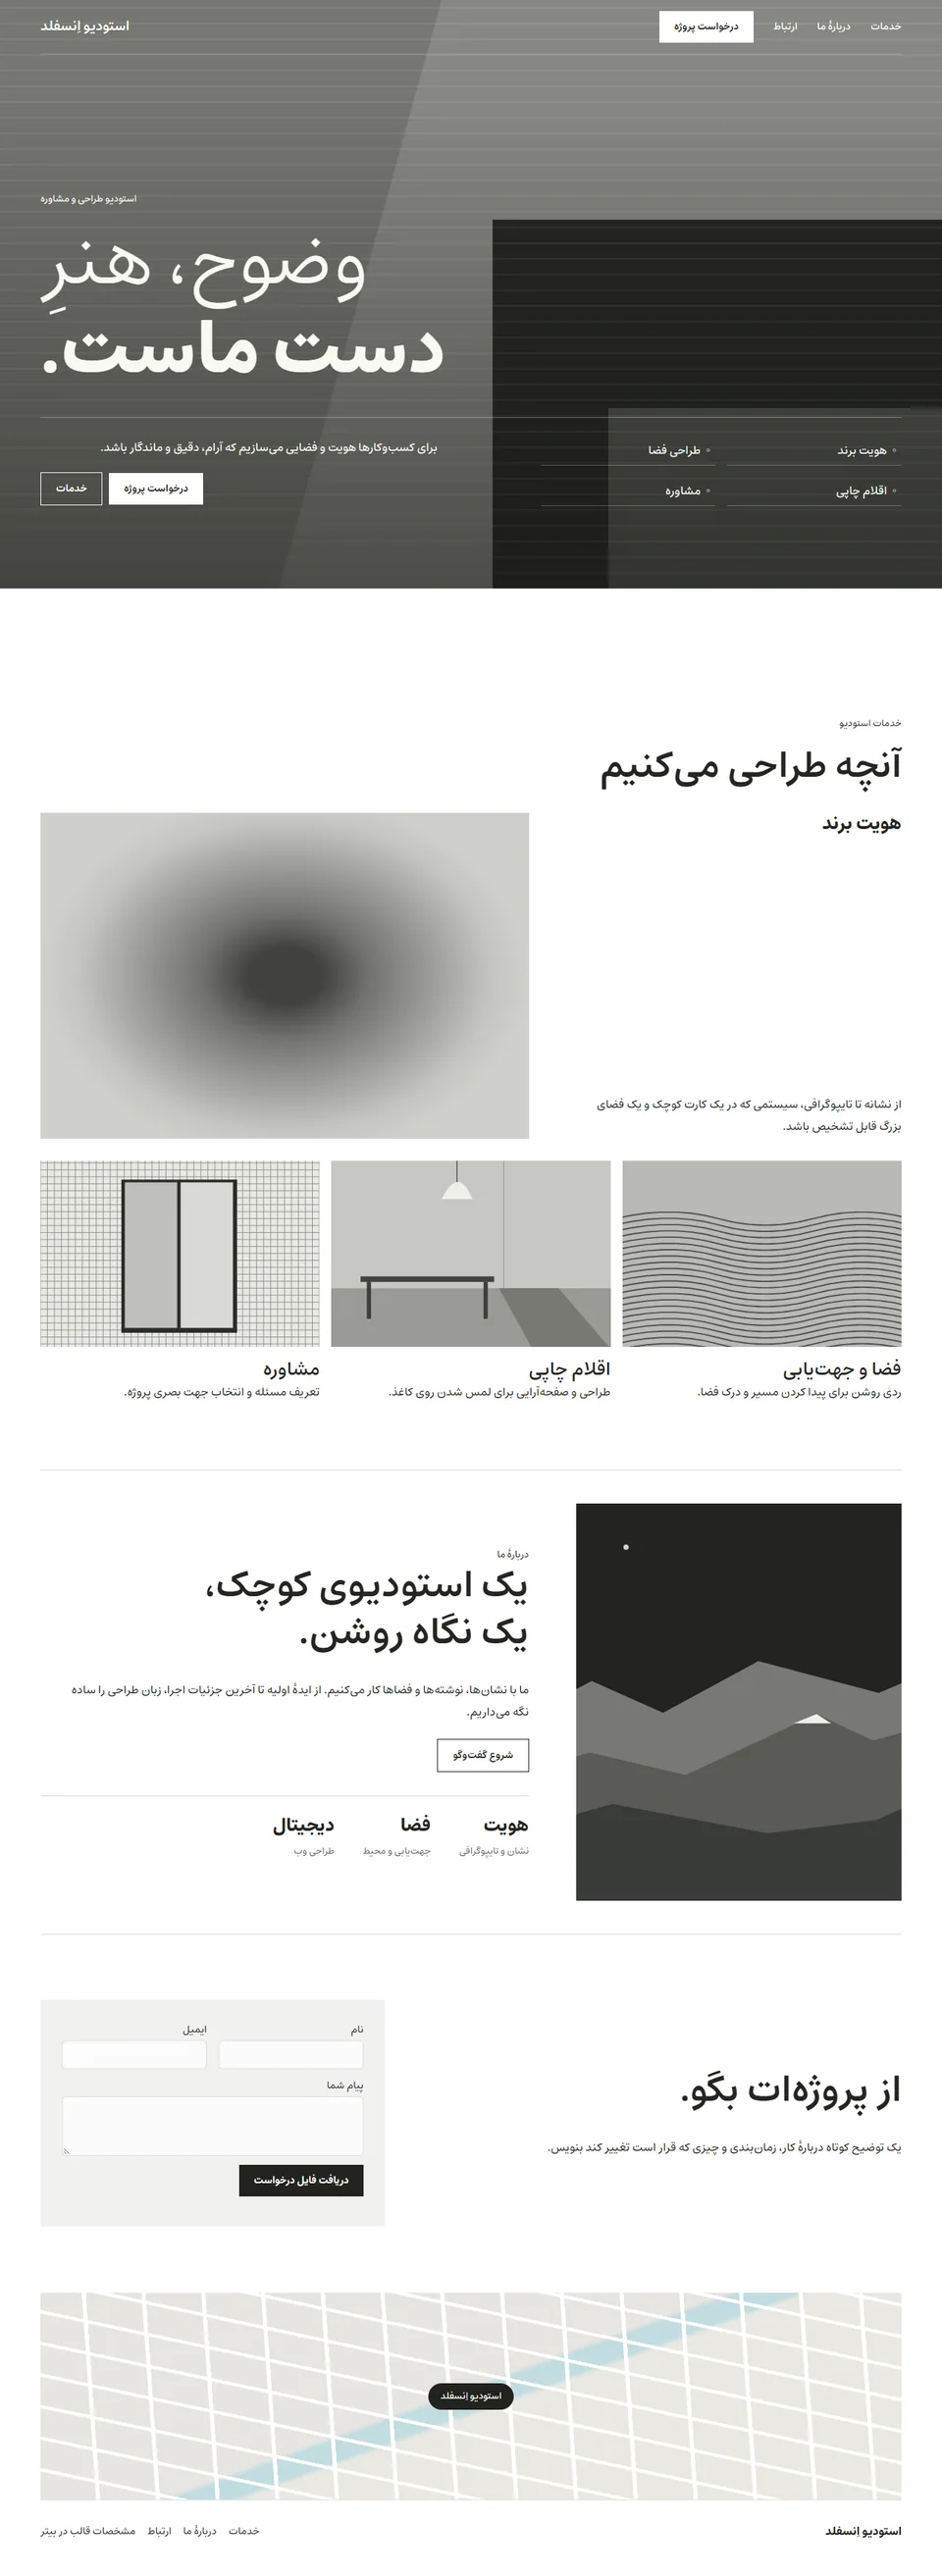 خدمات
دربارهٔ ما
ارتباط
درخواست پروژه
استودیو اِنسفلد
استودیو طراحی و مشاوره
وضوح، هنرِ
دست ماست.
برای کسب‌وکارها هویت و فضایی می‌سازیم که آرام، دقیق و ماندگار باشد.
درخواست پروژه
خدمات
هویت برند
طراحی فضا
اقلام چاپی
مشاوره
خدمات استودیو
آنچه طراحی می‌کنیم
هویت برند
از نشانه تا تایپوگرافی، سیستمی که در یک کارت کوچک و یک فضای
بزرگ قابل تشخیص باشد.
فضا و جهت‌یابی
ردی روشن برای پیدا کردن مسیر و درک فضا.
اقلام چاپی
طراحی و صفحه‌آرایی برای لمس شدن روی کاغذ.
مشاوره
تعریف مسئله و انتخاب جهت بصری پروژه.
دربارهٔ ما
یک استودیوی کوچک،
یک نگاه روشن.
ما با نشان‌ها، نوشته‌ها و فضاها کار می‌کنیم. از ایدهٔ اولیه تا آخرین جزئیات اجرا، زبان طراحی را ساده
نگه می‌داریم.
شروع گفت‌وگو
هویت
نشان و تایپوگرافی
فضا
جهت‌یابی و محیط
دیجیتال
طراحی وب
از پروژه‌ات بگو.
یک توضیح کوتاه دربارهٔ کار، زمان‌بندی و چیزی که قرار است تغییر کند بنویس.
نام
ایمیل
پیام شما
دریافت فایل درخواست
استودیو اِنسفلد
استودیو اِنسفلد
خدمات
دربارهٔ ما
ارتباط
مشخصات قالب در بیتر